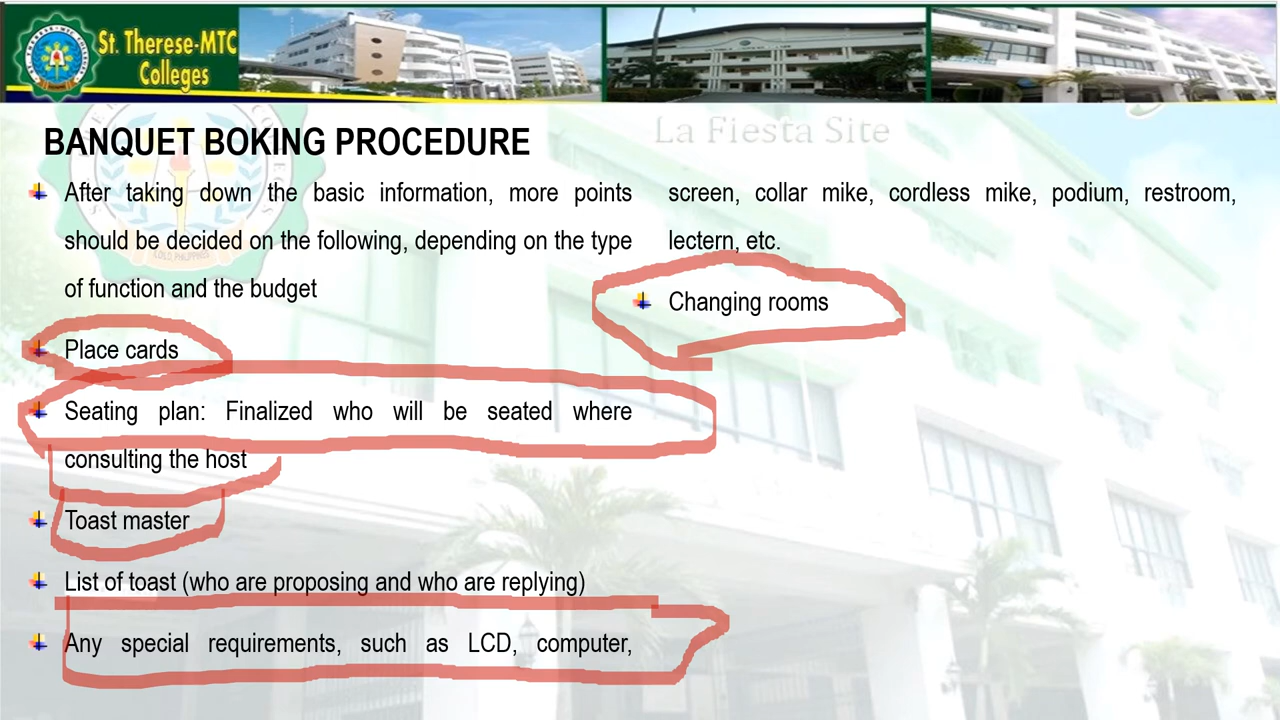 St. Therese-MTC
Colleges
La Fiesta Site
BANQUET BOKING PROCEDURE
After taking down the basic information, more points
should be decided on the following, depending on the type
of function and the budget
Place cards
Seating plan: Finalized who will be seated where
consulting the host
Toast master
List of toast (who are proposing and who are replying)
Any special requirements, such as LCD, computer,
screen, collar mike, cordless mike, podium, restroom,
lectern, etc.
Changing rooms